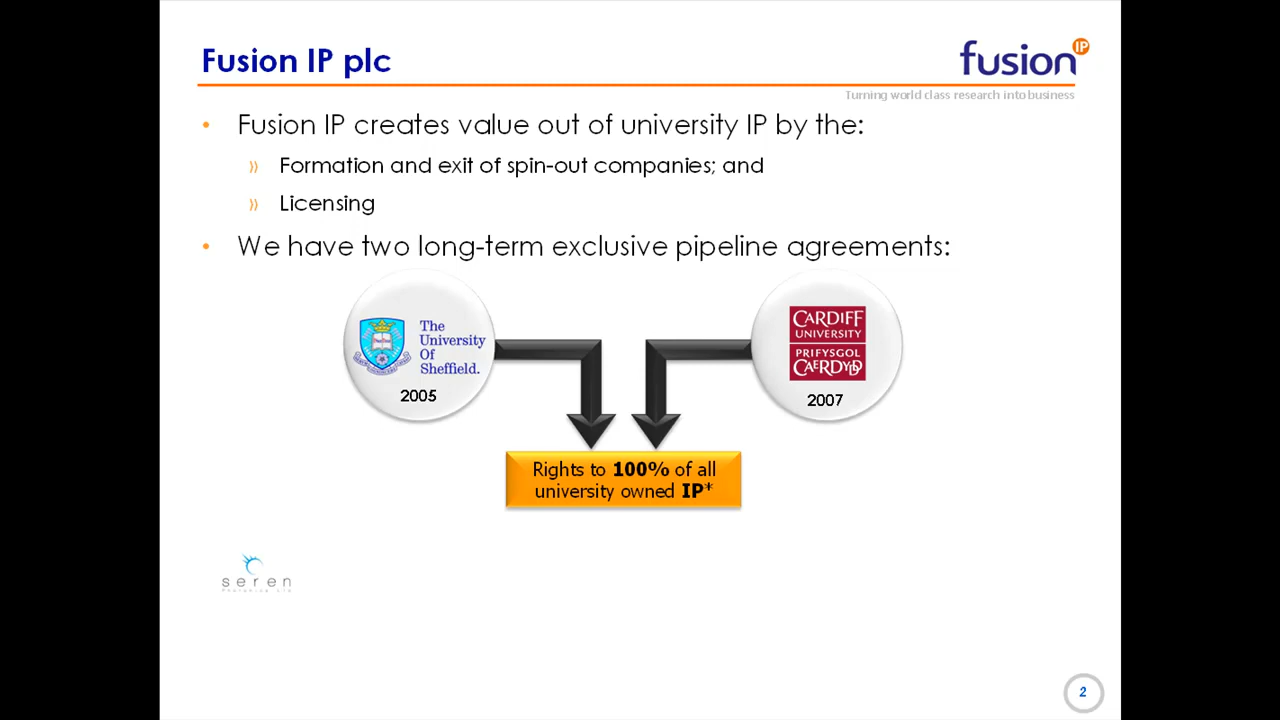 Fusion IP plc
fusion IP
Turning world class research into business
• Fusion IP creates value out of university IP by the:
» Formation and exit of spin-out companies; and
» Licensing
• We have two long-term exclusive pipeline agreements:
The
University
Of
Sheffield.
2005
CARDIFF
UNIVERSITY
PRIFYSGOL
CAERDYDD
2007
Rights to 100% of all
university owned IP*
seren
2